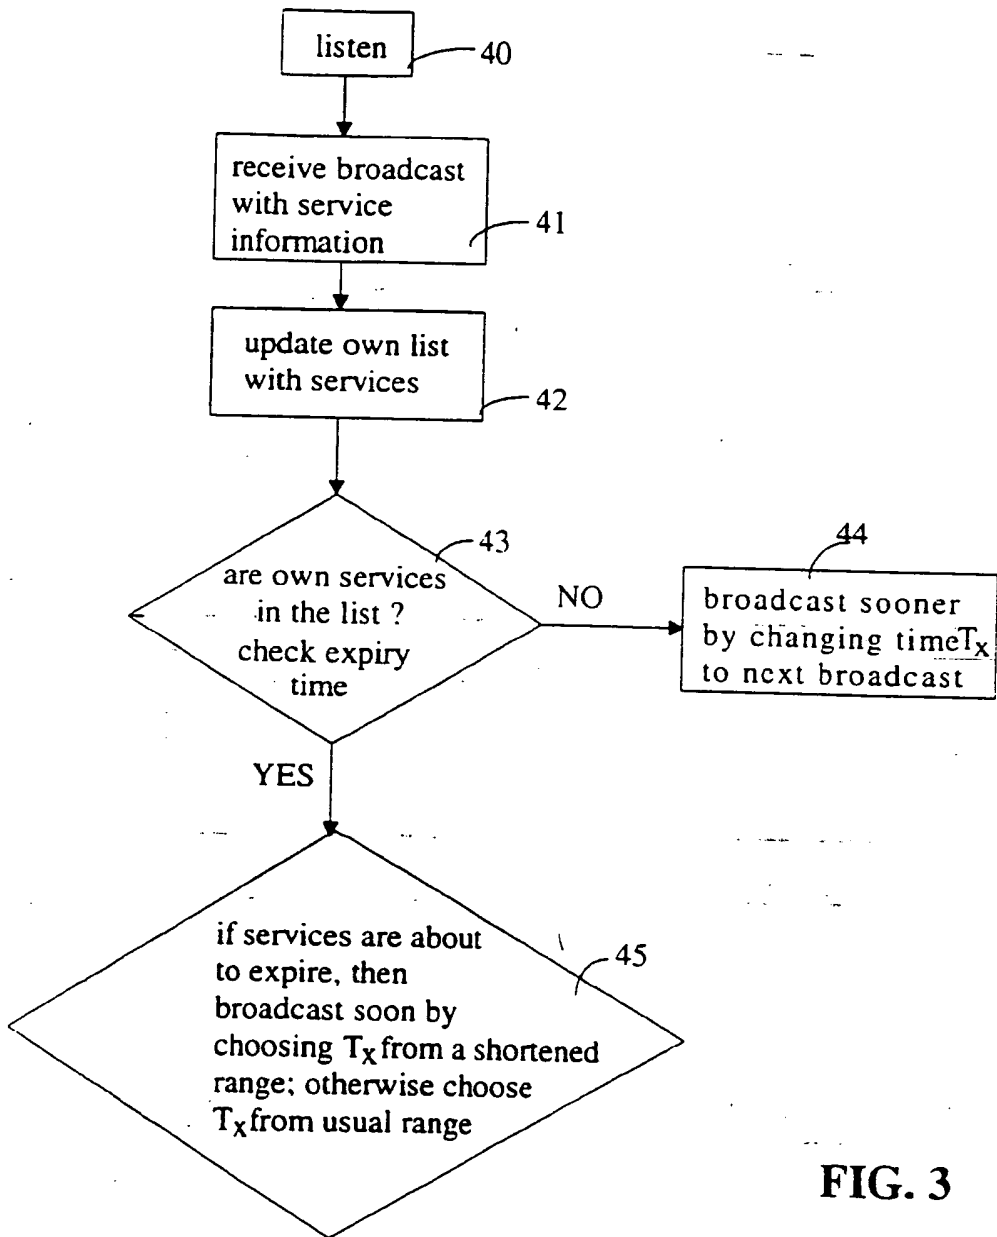 listen
40
receive broadcast
with service
information
41
update own list
with services
42
43
are own services
in the list ?
check expiry
time
NO
44
broadcast sooner
by changing timeTx
to next broadcast
YES
if services are about
to expire, then
broadcast soon by
choosing Tx from a shortened
range; otherwise choose
Tx from usual range
45
FIG. 3